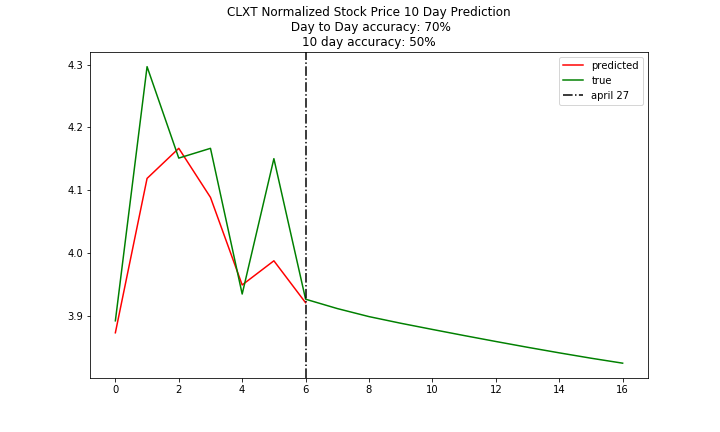 CLXT Normalized Stock Price 10 Day Prediction
Day to Day accuracy: 70%
10 day accuracy: 50%
predicted
true
april 27
4.3
4.2
4.1
4.0
3.9
0 2 4 6 8 10 12 14 16